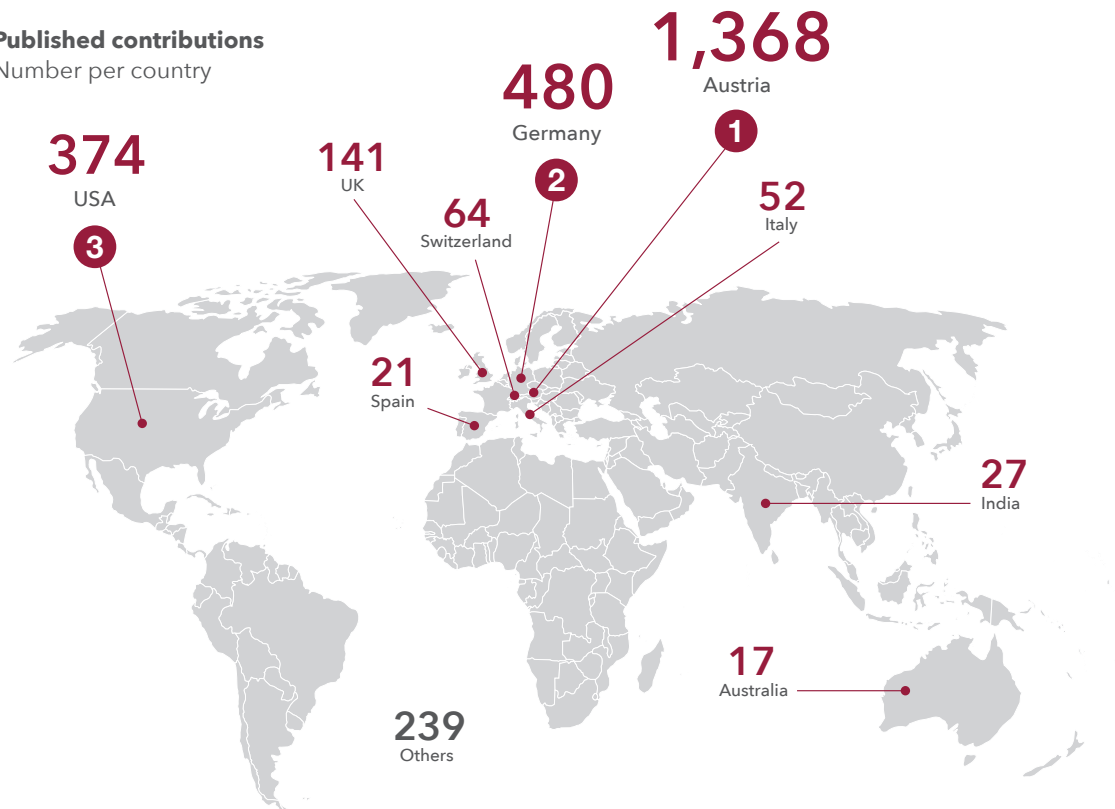 Published contributions
Number per country
1,368
Austria
1
480
Germany
2
374
USA
3
141
UK
64
Switzerland
52
Italy
21
Spain
27
India
17
Australia
239
Others